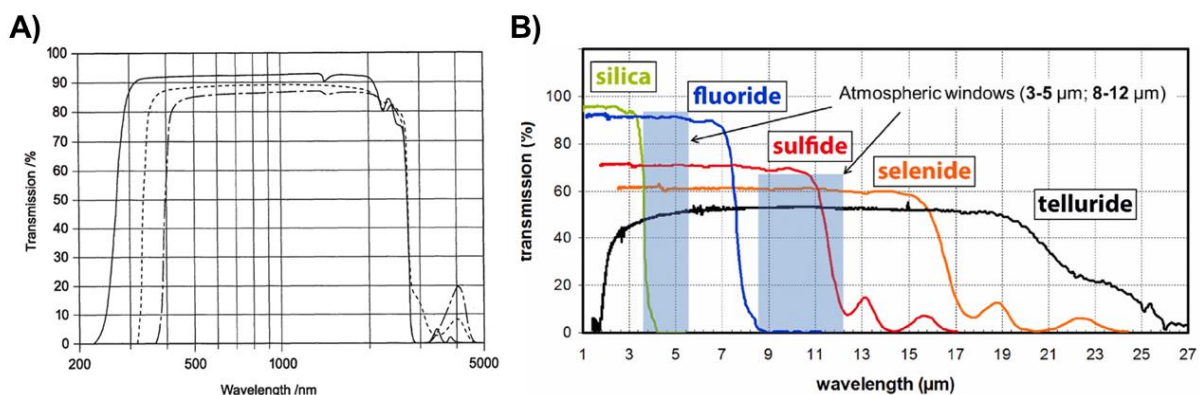 A)
100
90
80
70
60
50
40
30
20
10
0
Transmission /%
200
500
1000
2000
5000
Wavelength /nm
B)
100
80
60
40
20
0
transmission (%)
silica
fluoride
Atmospheric windows (3-5 µm; 8-12 µm)
sulfide
selenide
telluride
1 3 5 7 9 11 13 15 17 19 21 23 25 27
wavelength (µm)